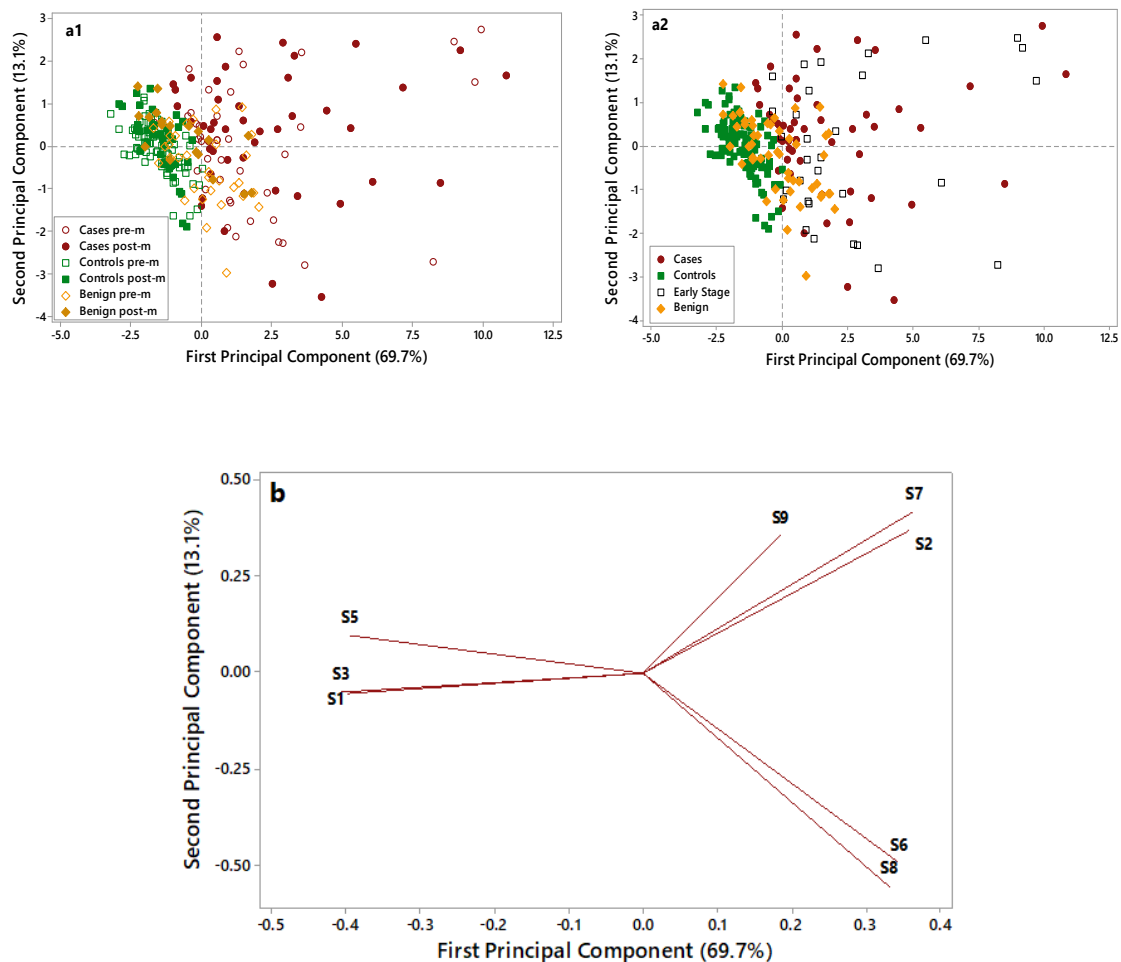 a1
Second Principal Component (13.1%)
3
2
1
0
-1
-2
-3
-4
Cases pre-m
Cases post-m
Controls pre-m
Controls post-m
Benign pre-m
Benign post-m
-5.0
-2.5
0.0
2.5
5.0
7.5
10.0
12.5
First Principal Component (69.7%)
a2
Second Principal Component (13.1%)
3
2
1
0
-1
-2
-3
-4
Cases
Controls
Early Stage
Benign
-5.0
-2.5
0.0
2.5
5.0
7.5
10.0
12.5
First Principal Component (69.7%)
b
Second Principal Component (13.1%)
0.50
0.25
0.00
-0.25
-0.50
S7
S9
S2
S5
S3
S1
S6
S8
-0.5
-0.4
-0.3
-0.2
-0.1
0.0
0.1
0.2
0.3
0.4
First Principal Component (69.7%)